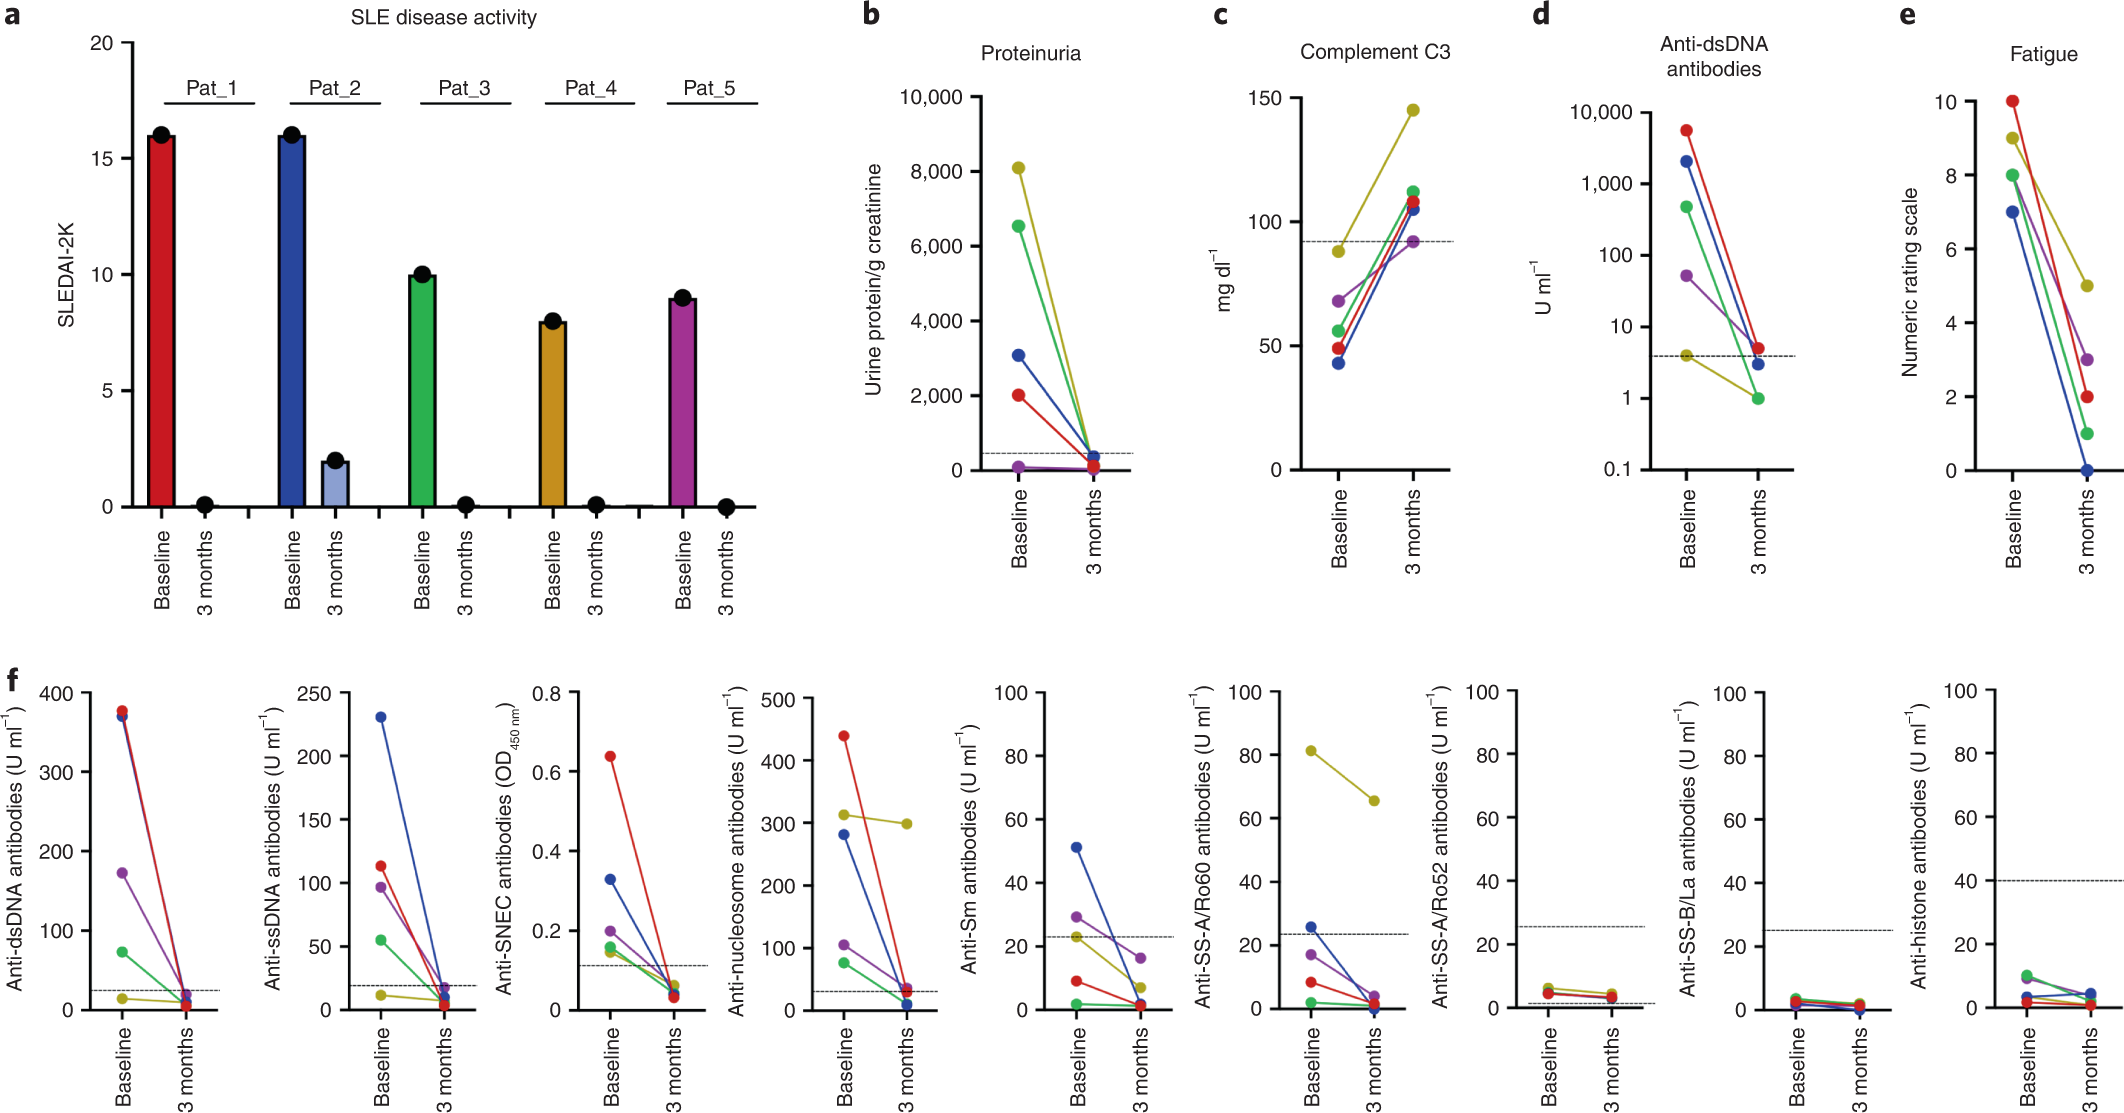 a
SLE disease activity
SLEDAI-2K
20
15
10
5
0
Pat_1
Pat_2
Pat_3
Pat_4
Pat_5
Baseline
3 months
Baseline
3 months
Baseline
3 months
Baseline
3 months
Baseline
3 months
b
Proteinuria
Urine protein/g creatinine
10,000
8,000
6,000
4,000
2,000
0
Baseline
3 months
c
Complement C3
mg dl⁻¹
150
100
50
0
Baseline
3 months
d
Anti-dsDNA
antibodies
U ml⁻¹
10,000
1,000
100
10
1
0.1
Baseline
3 months
e
Fatigue
Numeric rating scale
10
8
6
4
2
0
Baseline
3 months
f
Anti-dsDNA antibodies (U ml⁻¹)
400
300
200
100
0
Baseline
3 months
Anti-ssDNA antibodies (U ml⁻¹)
250
200
150
100
50
0
Baseline
3 months
Anti-SNEC antibodies (OD450 nm)
0.8
0.6
0.4
0.2
0
Baseline
3 months
Anti-nucleosome antibodies (U ml⁻¹)
500
400
300
200
100
0
Baseline
3 months
Anti-Sm antibodies (U ml⁻¹)
100
80
60
40
20
0
Baseline
3 months
Anti-SS-A/Ro60 antibodies (U ml⁻¹)
100
80
60
40
20
0
Baseline
3 months
Anti-SS-A/Ro52 antibodies (U ml⁻¹)
100
80
60
40
20
0
Baseline
3 months
Anti-SS-B/La antibodies (U ml⁻¹)
100
80
60
40
20
0
Baseline
3 months
Anti-histone antibodies (U ml⁻¹)
100
80
60
40
20
0
Baseline
3 months